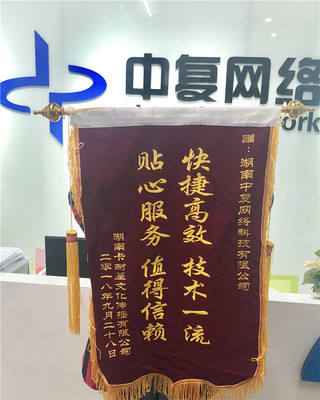 中复网络
ork
赠：湖南中复网络科技有限公司
快捷高效 技术一流
贴心服务 值得信赖
湖南卡耐基文化传播有限公司
二零一八年九月二十八日